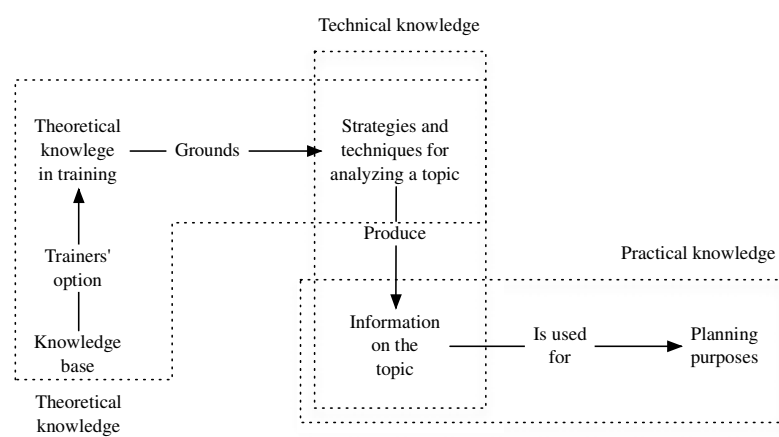 Technical knowledge
Theoretical
knowlege
in training
Grounds
Strategies and
techniques for
analyzing a topic
Trainers'
option
Produce
Practical knowledge
Knowledge
base
Information
on the
topic
Is used
for
Planning
purposes
Theoretical
knowledge